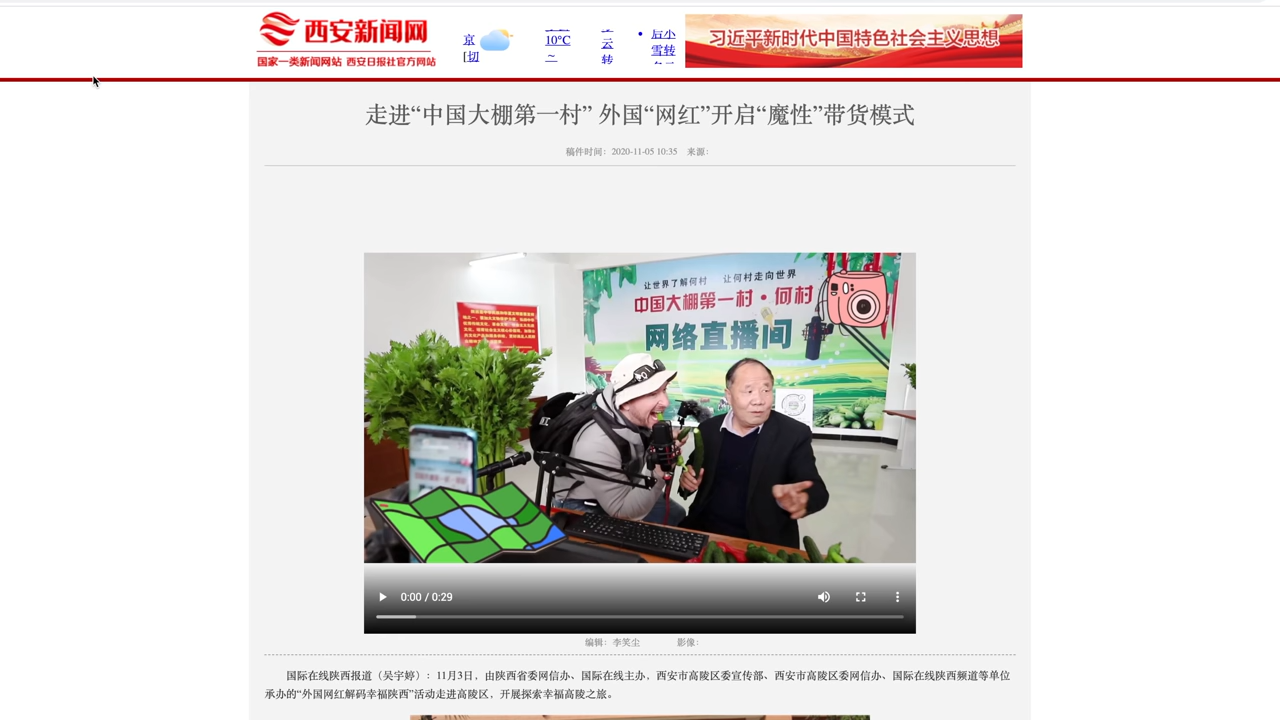 西安新闻网
国家一类新闻网站 西安日报社官方网站
京
[切
10℃
~
云
转
后小
雪转
习近平新时代中国特色社会主义思想
走进“中国大棚第一村” 外国“网红”开启“魔性”带货模式
稿件时间：2020-11-05 10:35 来源：
让世界了解何村 让何村走向世界
中国大棚第一村·何村
网络直播间
0:00 / 0:29
编辑：李笑尘 影像：
国际在线陕西报道（吴宇婷）：11月3日，由陕西省委网信办、国际在线主办，西安市高陵区委宣传部、西安市高陵区委网信办、国际在线陕西频道等单位
承办的“外国网红解码幸福陕西”活动走进高陵区，开展探索幸福高陵之旅。